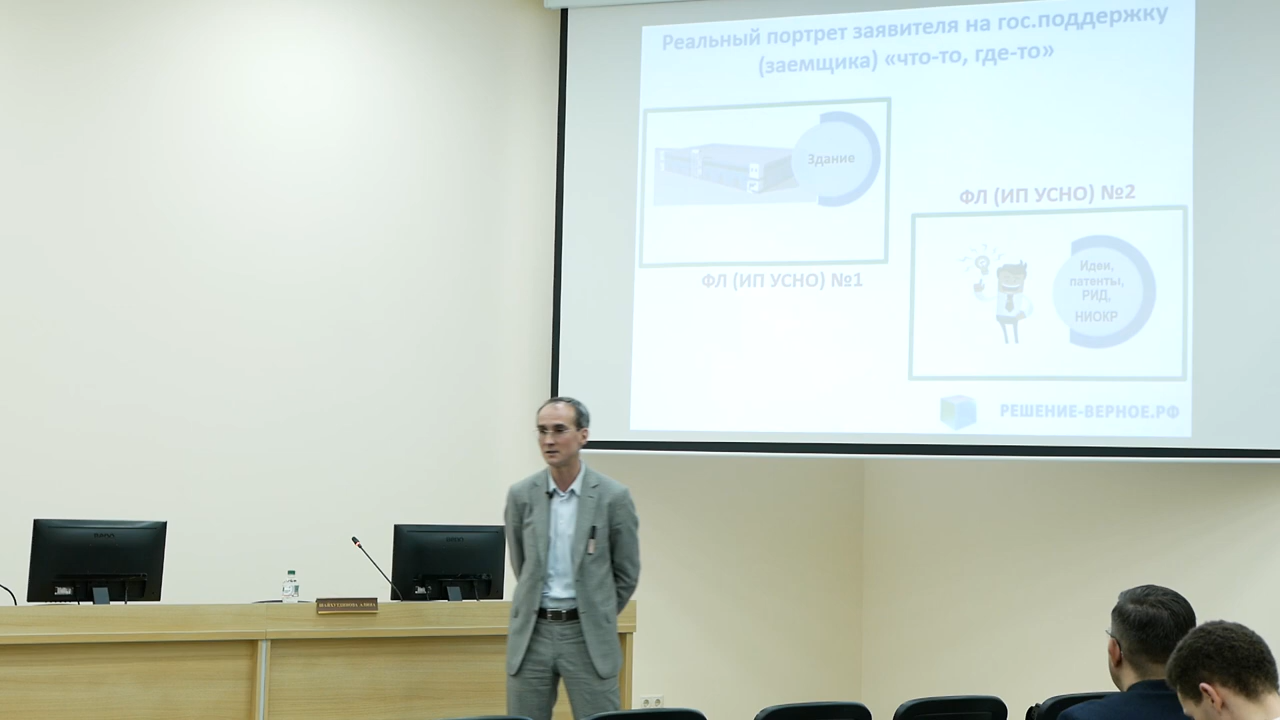 Реальный портрет заявителя на гос.поддержку
(заемщика) «что-то, где-то»
Здание
ФЛ (ИП УСНО) №1
ФЛ (ИП УСНО) №2
Идеи,
патенты,
РИД,
НИОКР
РЕШЕНИЕ-ВЕРНОЕ.РФ